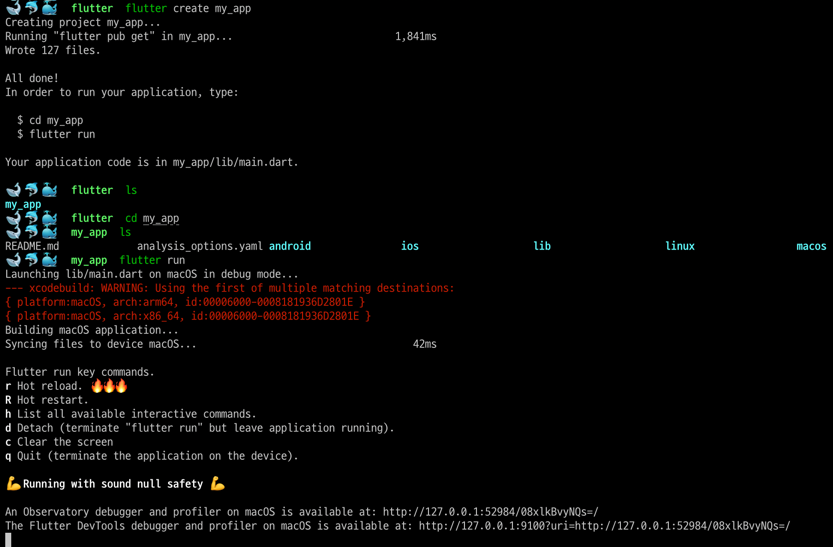 flutter flutter create my_app
Creating project my_app...
Running "flutter pub get" in my_app... 1,841ms
Wrote 127 files.
All done!
In order to run your application, type:
$ cd my_app
$ flutter run
Your application code is in my_app/lib/main.dart.
flutter ls
my_app
flutter cd my_app
my_app ls
README.md analysis_options.yaml android ios lib linux macos
my_app flutter run
Launching lib/main.dart on macOS in debug mode...
--- xcodebuild: WARNING: Using the first of multiple matching destinations:
{ platform:macOS, arch:arm64, id:00006000-0008181936D2801E }
{ platform:macOS, arch:x86_64, id:00006000-0008181936D2801E }
Building macOS application...
Syncing files to device macOS... 42ms
Flutter run key commands.
r Hot reload. 🔥🔥🔥
R Hot restart.
h List all available interactive commands.
d Detach (terminate "flutter run" but leave application running).
c Clear the screen
q Quit (terminate the application on the device).
💪 Running with sound null safety 💪
An Observatory debugger and profiler on macOS is available at: http://127.0.0.1:52984/08xlkBvyNQs=/
The Flutter DevTools debugger and profiler on macOS is available at: http://127.0.0.1:9100?uri=http://127.0.0.1:52984/08xlkBvyNQs=/